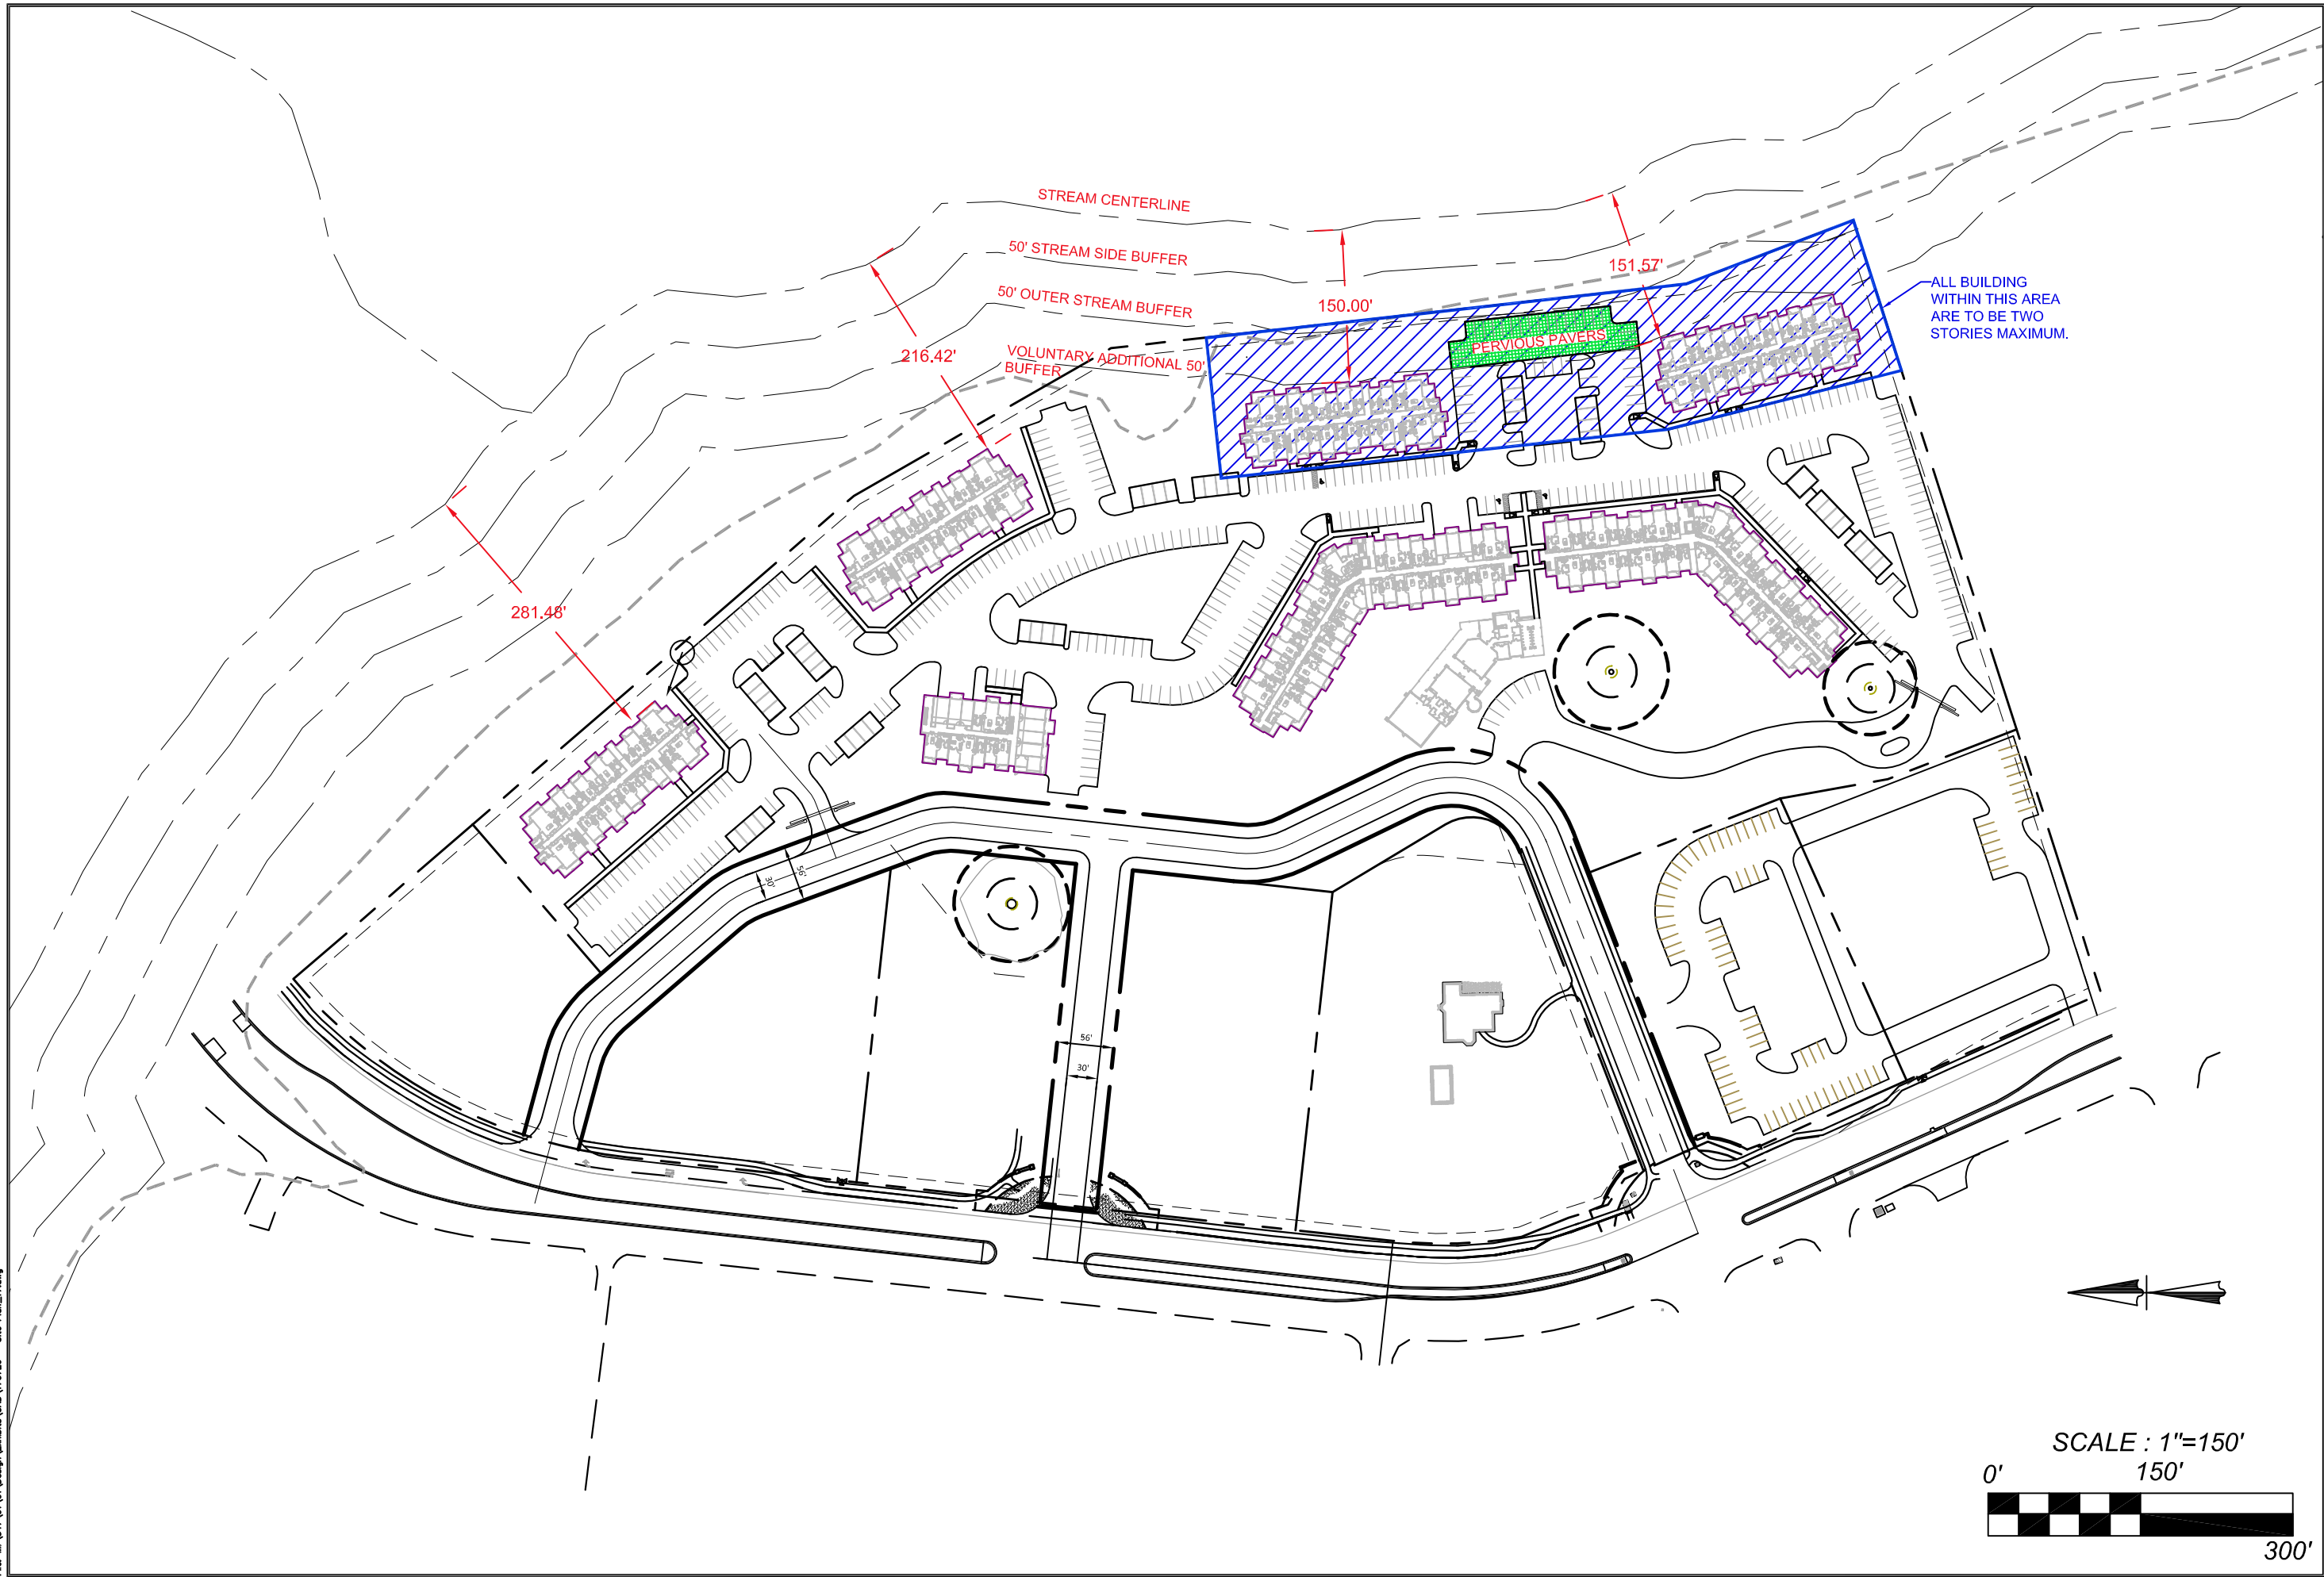 STREAM CENTERLINE
50' STREAM SIDE BUFFER
50' OUTER STREAM BUFFER
VOLUNTARY ADDITIONAL 50'
BUFFER
151.57'
150.00'
216.42'
281.48'
PERVIOUS PAVERS
ALL BUILDING
WITHIN THIS AREA
ARE TO BE TWO
STORIES MAXIMUM.
56'
30'
56'
30'
SCALE : 1"=150'
0'
150'
300'